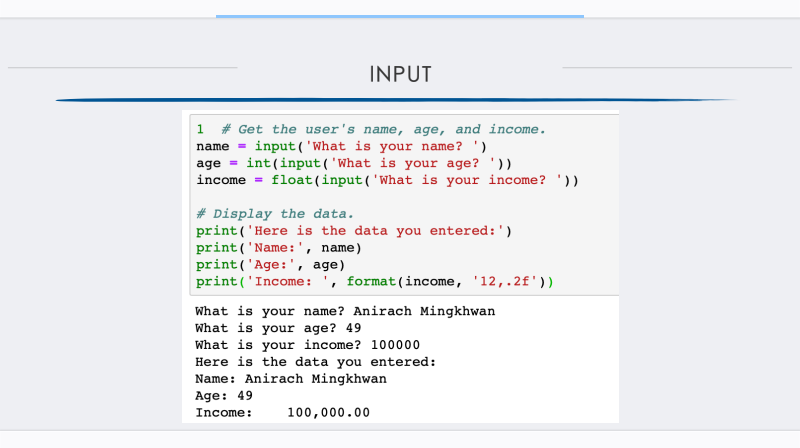 INPUT
1  # Get the user's name, age, and income.
name = input('What is your name? ')
age = int(input('What is your age? '))
income = float(input('What is your income? '))
# Display the data.
print('Here is the data you entered:')
print('Name:', name)
print('Age:', age)
print('Income: ', format(income, '12,.2f'))
What is your name? Anirach Mingkhwan
What is your age? 49
What is your income? 100000
Here is the data you entered:
Name: Anirach Mingkhwan
Age: 49
Income:    100,000.00